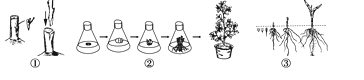 ① ② ③